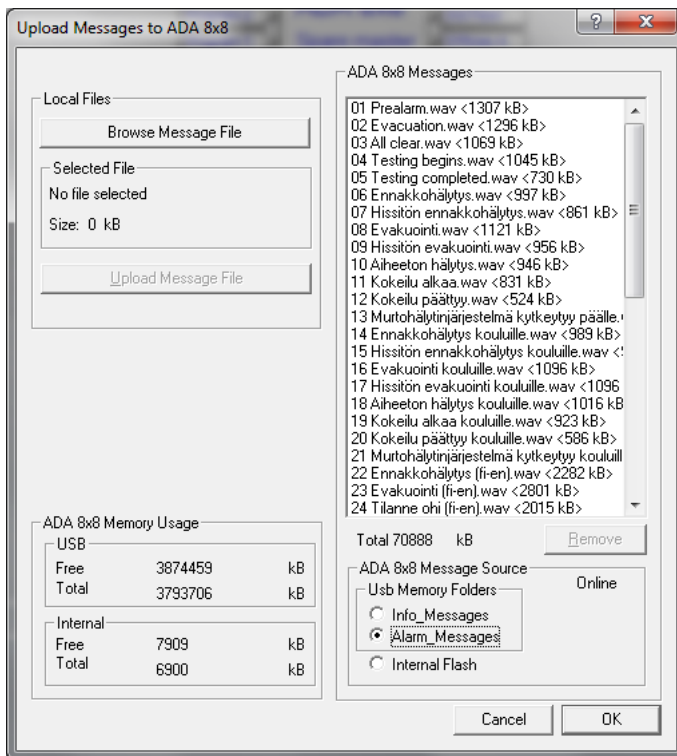 Upload Messages to ADA 8x8
Local Files
Browse Message File
Selected File
No file selected
Size: 0 kB
Upload Message File
ADA 8x8 Memory Usage
USB
Free 3874459 kB
Total 3793706 kB
Internal
Free 7909 kB
Total 6900 kB
ADA 8x8 Messages
01 Prealarm.wav <1307 kB>
02 Evacuation.wav <1296 kB>
03 All clear.wav <1069 kB>
04 Testing begins.wav <1045 kB>
05 Testing completed.wav <730 kB>
06 Ennakkohälytys.wav <997 kB>
07 Hissitön ennakkohälytys.wav <861 kB>
08 Evakuointi.wav <1121 kB>
09 Hissitön evakuointi.wav <956 kB>
10 Aiheeton hälytys.wav <946 kB>
11 Kokeilu alkaa.wav <831 kB>
12 Kokeilu päättyy.wav <524 kB>
13 Murtohälytinjärjestelmä kytkeytyy päälle.
14 Ennakkohälytys kouluille.wav <989 kB>
15 Hissitön ennakkohälytys kouluille.wav <
16 Evakuointi kouluille.wav <1096 kB>
17 Hissitön evakuointi kouluille.wav <1096
18 Aiheeton hälytys kouluille.wav <1016 kB
19 Kokeilu alkaa kouluille.wav <923 kB>
20 Kokeilu päättyy kouluille.wav <586 kB>
21 Murtohälytinjärjestelmä kytkeytyy kouluill
22 Ennakkohälytys (fi-en).wav <2282 kB>
23 Evakuointi (fi-en).wav <2801 kB>
24 Tilanne ohi (fi-en).wav <2015 kB>
Total 70888 kB
Remove
ADA 8x8 Message Source
Usb Memory Folders
Online
Info_Messages
Alarm_Messages
Internal Flash
Cancel
OK